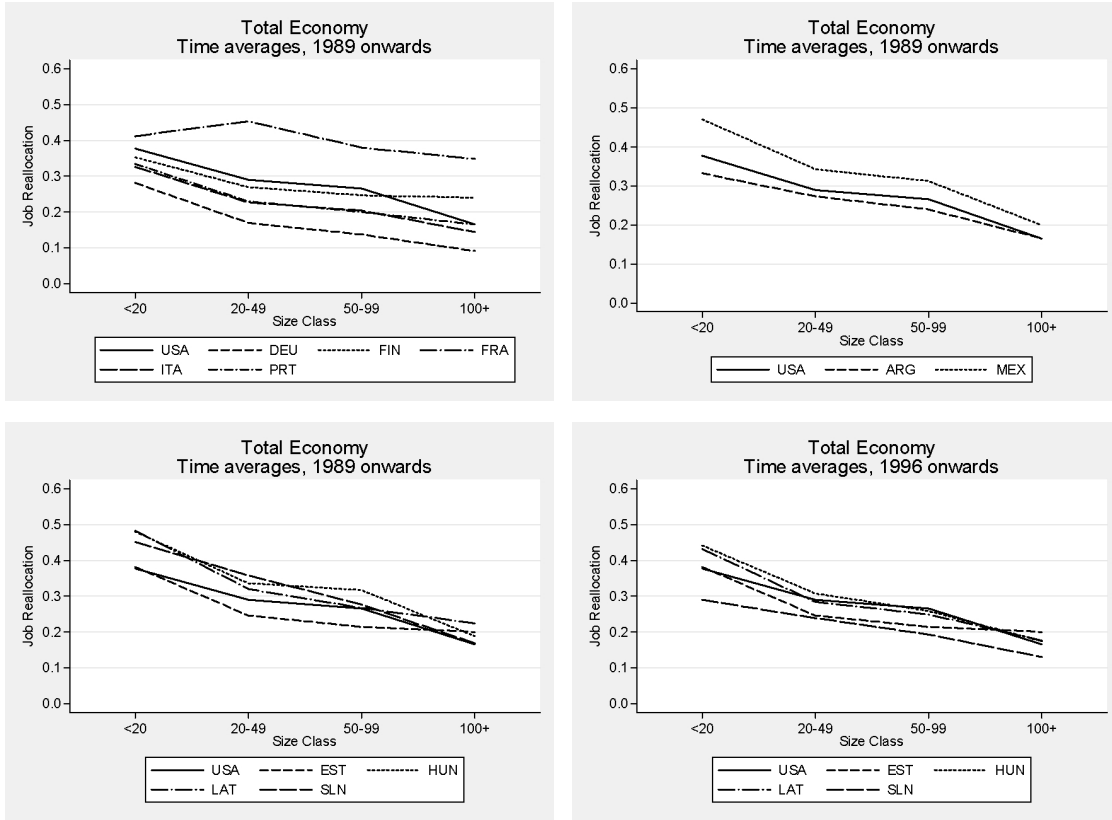 Total Economy
Time averages, 1989 onwards
Job Reallocation
0.6
0.5
0.4
0.3
0.2
0.1
0.0
<20 20-49 50-99 100+
Size Class
USA DEU FIN FRA
ITA PRT
Total Economy
Time averages, 1989 onwards
Job Reallocation
0.6
0.5
0.4
0.3
0.2
0.1
0.0
<20 20-49 50-99 100+
Size Class
USA ARG MEX
Total Economy
Time averages, 1989 onwards
Job Reallocation
0.6
0.5
0.4
0.3
0.2
0.1
0.0
<20 20-49 50-99 100+
Size Class
USA EST HUN
LAT SLN
Total Economy
Time averages, 1996 onwards
Job Reallocation
0.6
0.5
0.4
0.3
0.2
0.1
0.0
<20 20-49 50-99 100+
Size Class
USA EST HUN
LAT SLN